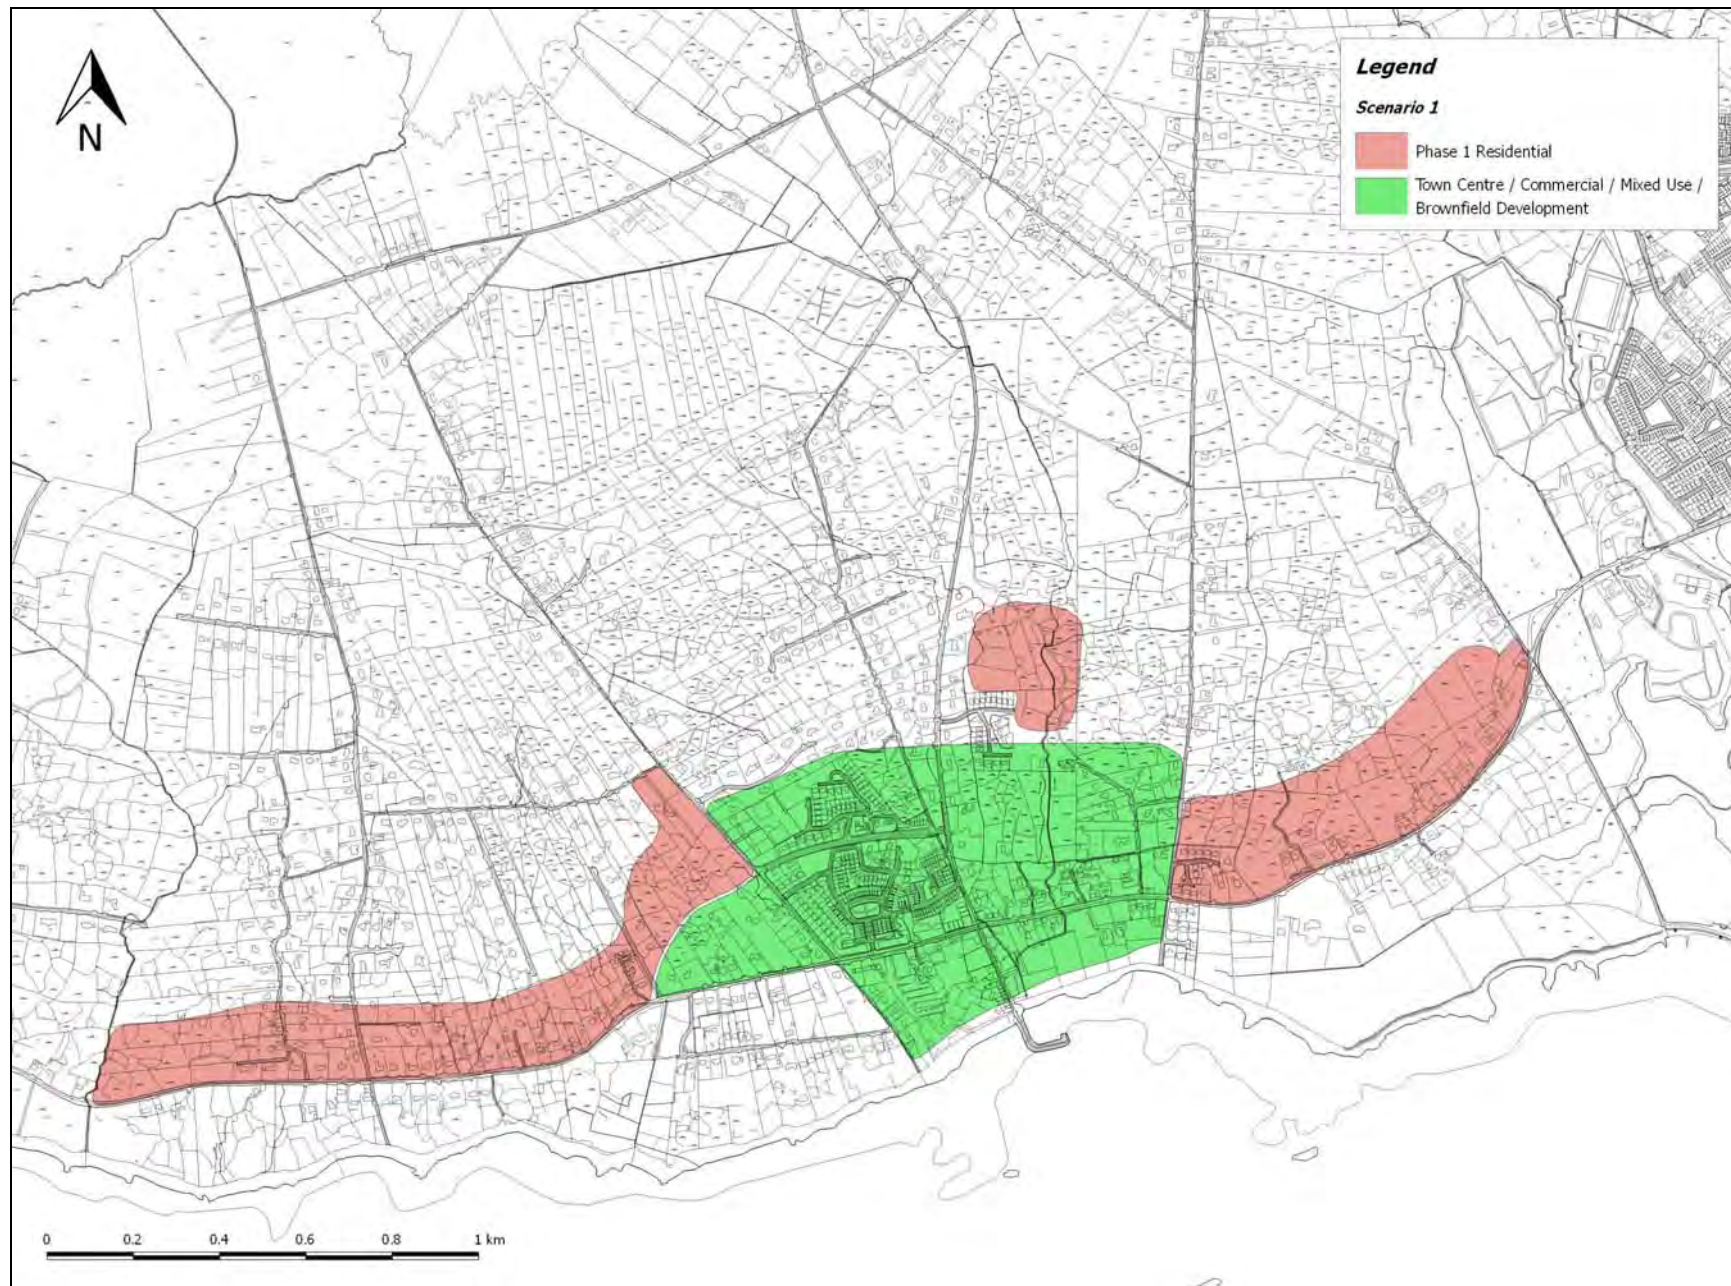 N
Legend
Scenario 1
Phase 1 Residential
Town Centre / Commercial / Mixed Use /
Brownfield Development
0 0.2 0.4 0.6 0.8 1 km